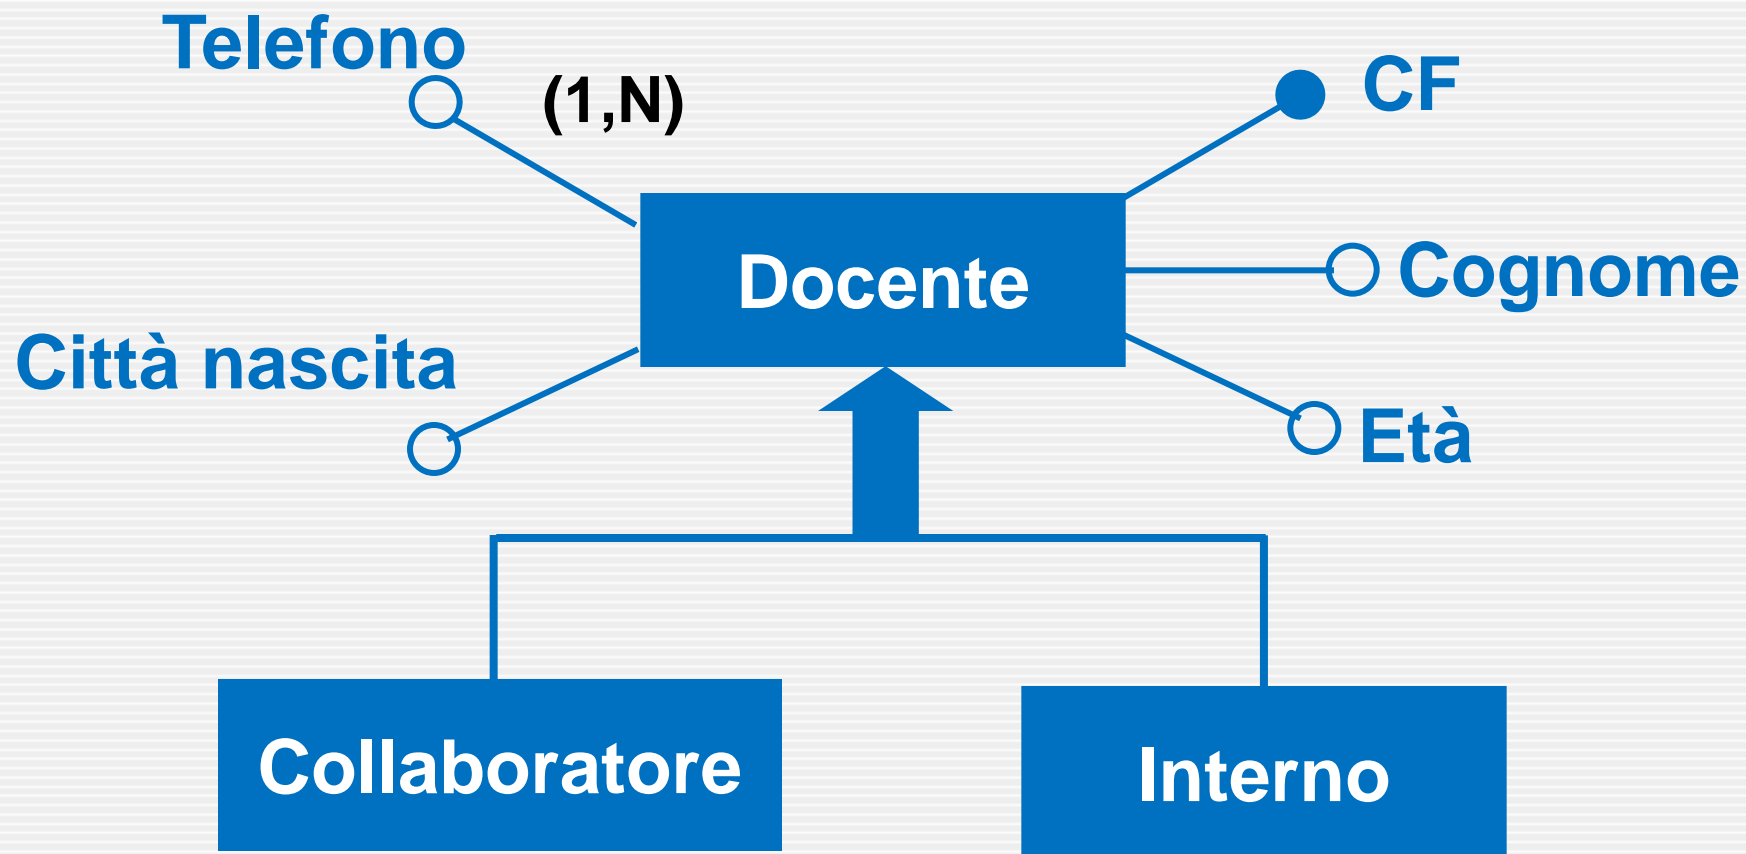 Telefono
(1,N)
CF
Docente
Cognome
Città nascita
Età
Collaboratore
Interno